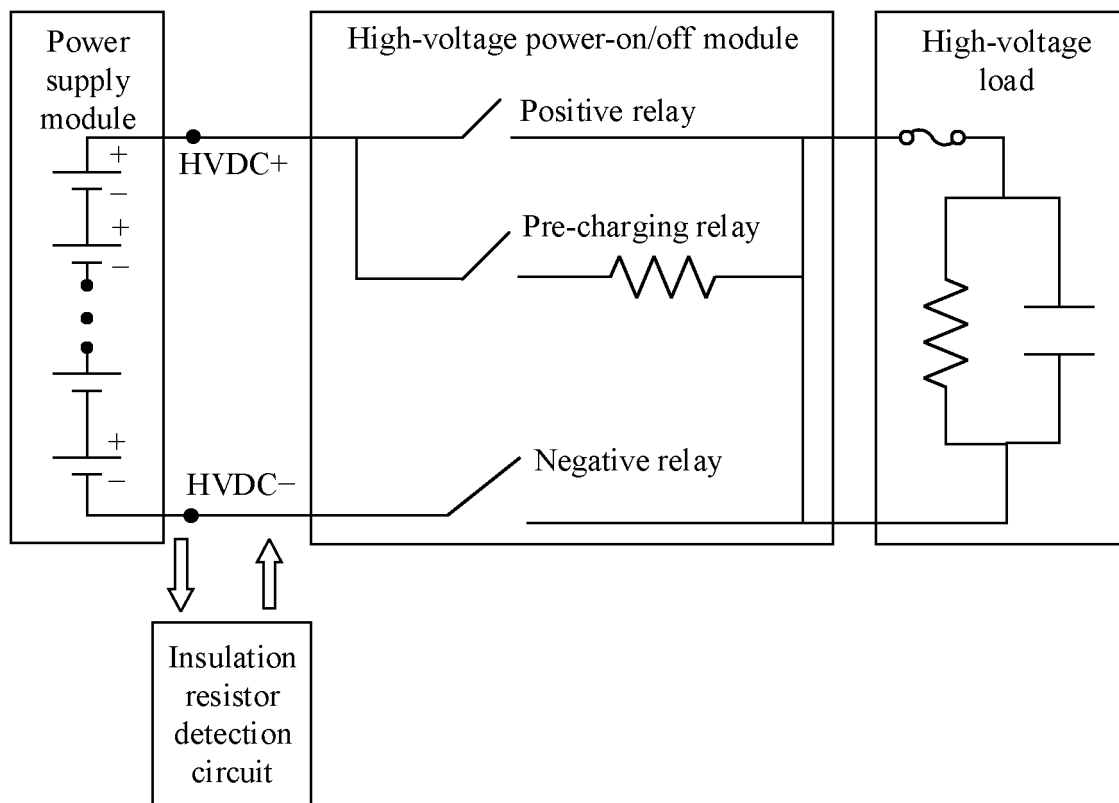 Power
supply
module
High-voltage power-on/off module
High-voltage
load
Positive relay
HVDC+
+
−
+
−
Pre-charging relay
+
−
Negative relay
HVDC−
Insulation
resistor
detection
circuit